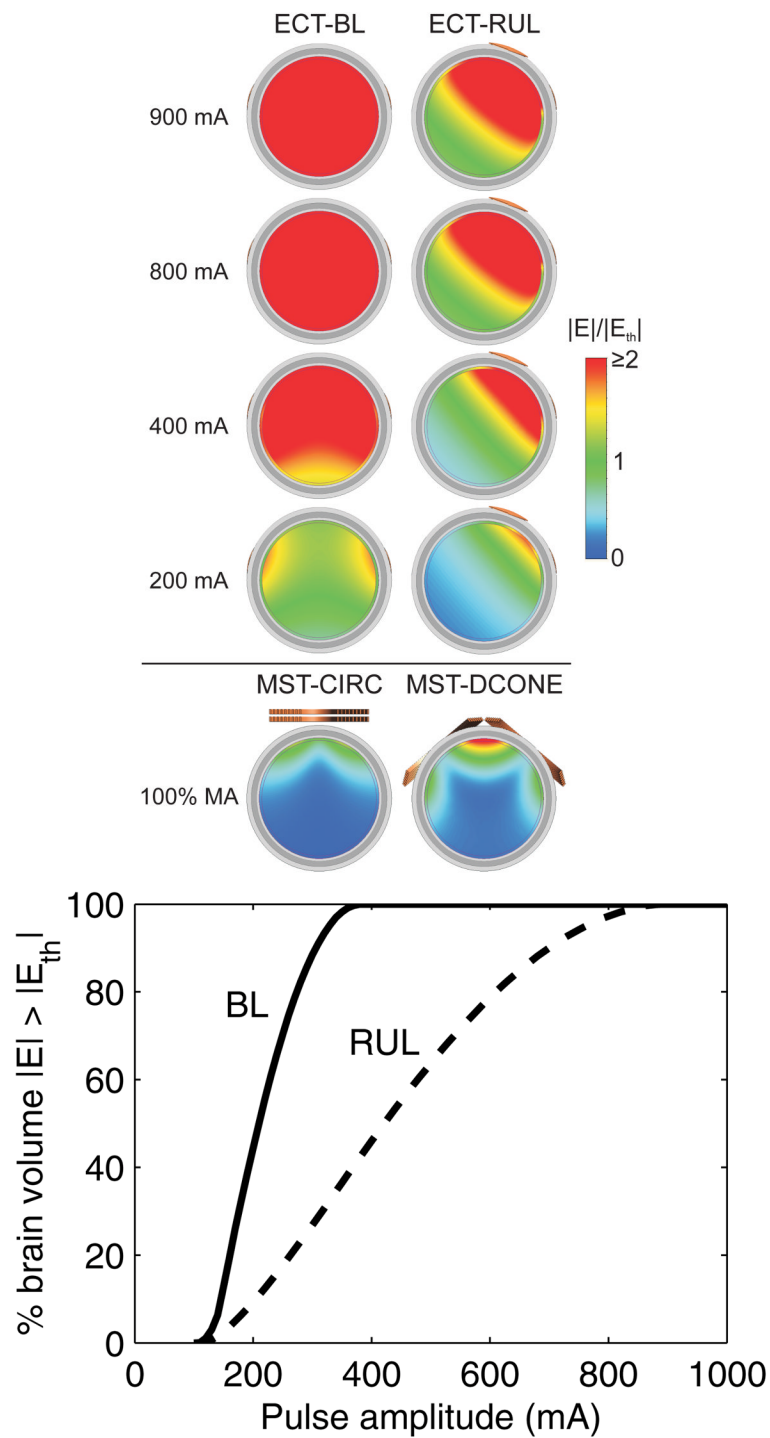 ECT-BL ECT-RUL
900 mA
800 mA
|E|/|E_th|
≥2
400 mA
1
0
200 mA
MST-CIRC MST-DCONE
100% MA
100
80
60
40
20
0
% brain volume |E| > |E_th|
BL
RUL
0 200 400 600 800 1000
Pulse amplitude (mA)